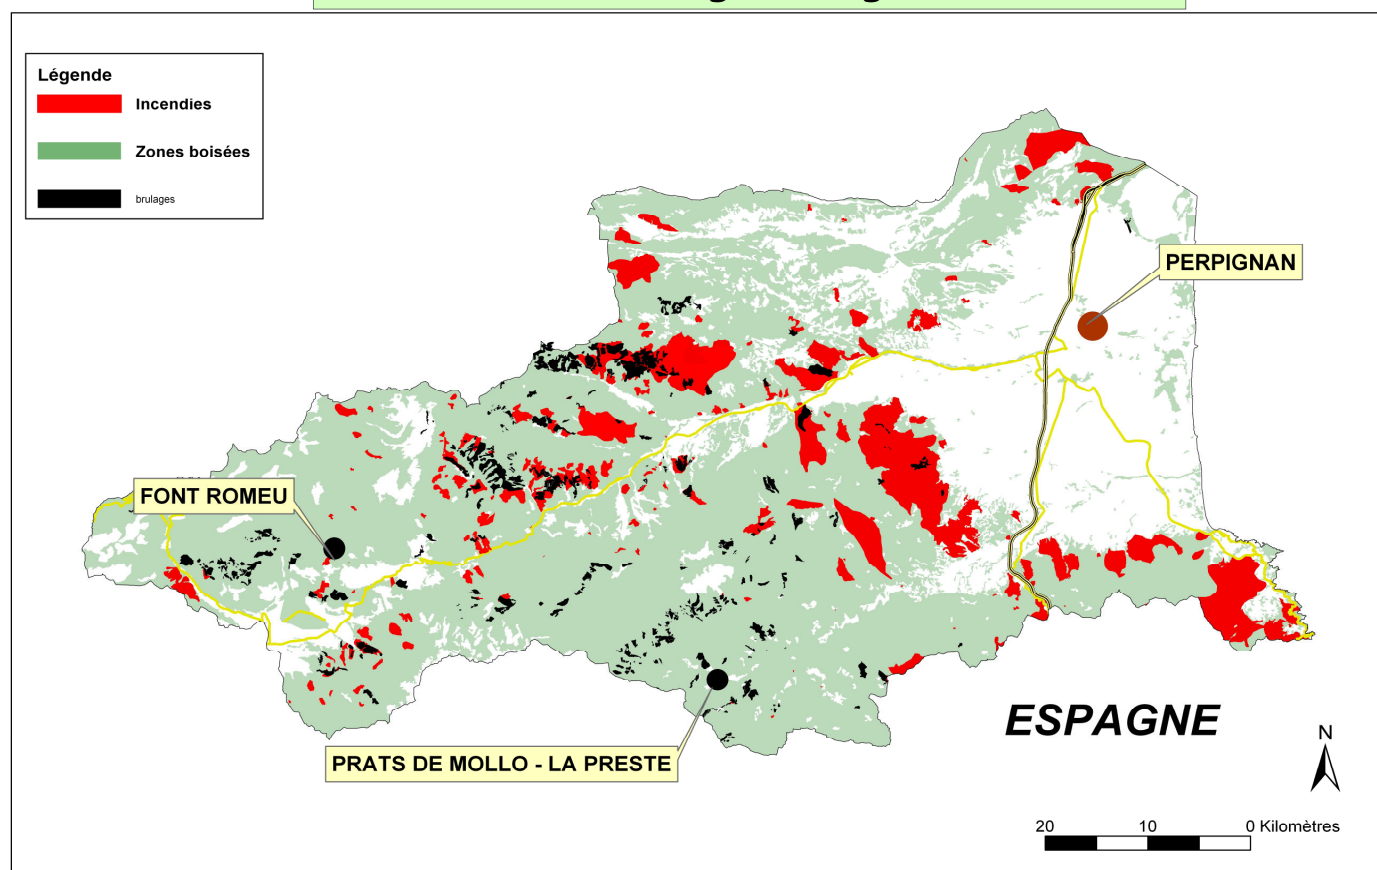 Légende
Incendies
Zones boisées
brulages
PERPIGNAN
FONT ROMEU
PRATS DE MOLLO - LA PRESTE
ESPAGNE
N
20 10 0 Kilomètres